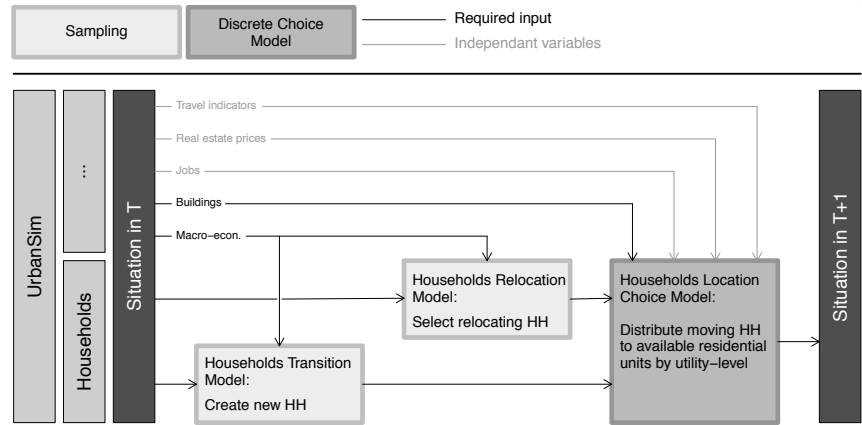 Sampling
Discrete Choice
Model
Required input
Independant variables
UrbanSim
...
Households
Situation in T
Travel indicators
Real estate prices
Jobs
Buildings
Macro−econ.
Households Relocation
Model:
Select relocating HH
Households Transition
Model:
Create new HH
Households Location
Choice Model:
Distribute moving HH
to available residential
units by utility−level
Situation in T+1